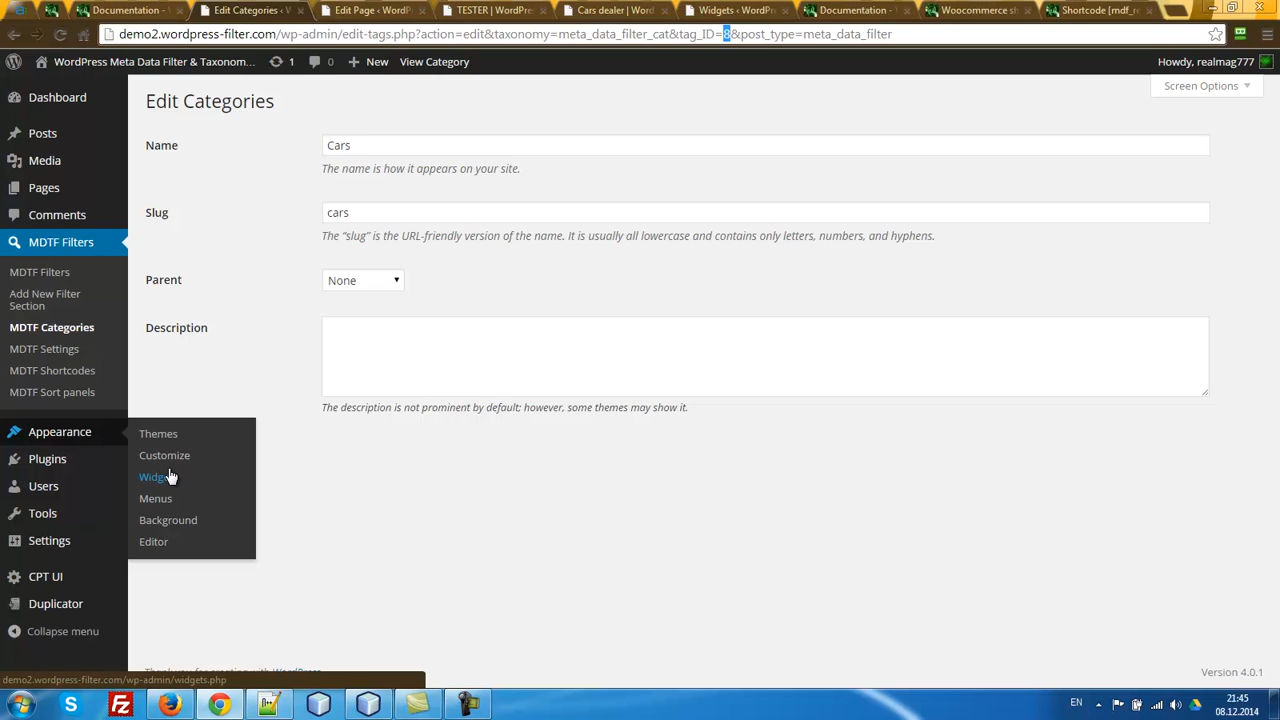 Documentation -
Edit Categories ‹ V
Edit Page ‹ WordP
TESTER | WordPres
Cars dealer | Word
Widgets ‹ WordPre
Documentation -
Woocommerce sh
Shortcode [mdf_re
demo2.wordpress-filter.com/wp-admin/edit-tags.php?action=edit&taxonomy=meta_data_filter_cat&tag_ID=8&post_type=meta_data_filter
WordPress Meta Data Filter & Taxonom... 1 0 + New View Category Howdy, realmag777
Screen Options
Edit Categories
Dashboard
Posts
Media
Pages
Comments
MDTF Filters
MDTF Filters
Add New Filter
Section
MDTF Categories
MDTF Settings
MDTF Shortcodes
MDTF Sort panels
Appearance
Plugins
Users
Tools
Settings
CPT UI
Duplicator
Collapse menu
Themes
Customize
Menus
Background
Editor
Name
Cars
The name is how it appears on your site.
Slug
cars
The “slug” is the URL-friendly version of the name. It is usually all lowercase and contains only letters, numbers, and hyphens.
Parent
None
Description
The description is not prominent by default; however, some themes may show it.
Version 4.0.1
demo2.wordpress-filter.com/wp-admin/widgets.php
EN
21:45
08.12.2014